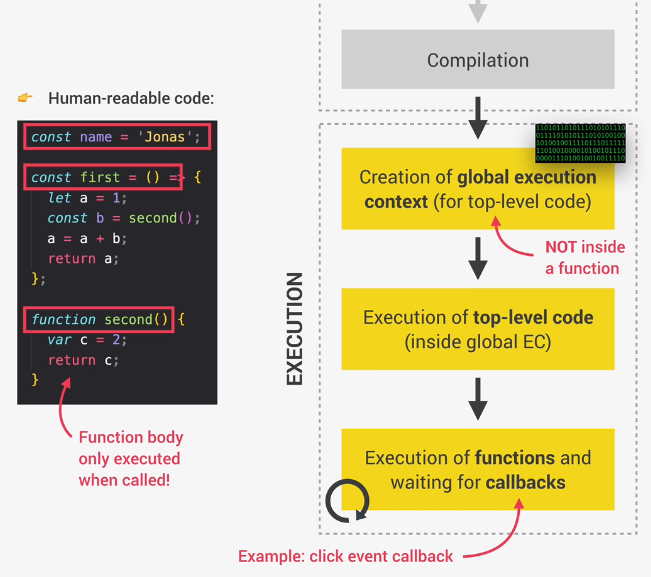 Compilation
Human-readable code:
const name = 'Jonas';
const first = () => {
let a = 1;
const b = second();
a = a + b;
return a;
};
function second() {
var c = 2;
return c;
}
Function body
only executed
when called!
EXECUTION
Creation of global execution
context (for top-level code)
NOT inside
a function
Execution of top-level code
(inside global EC)
Execution of functions and
waiting for callbacks
Example: click event callback